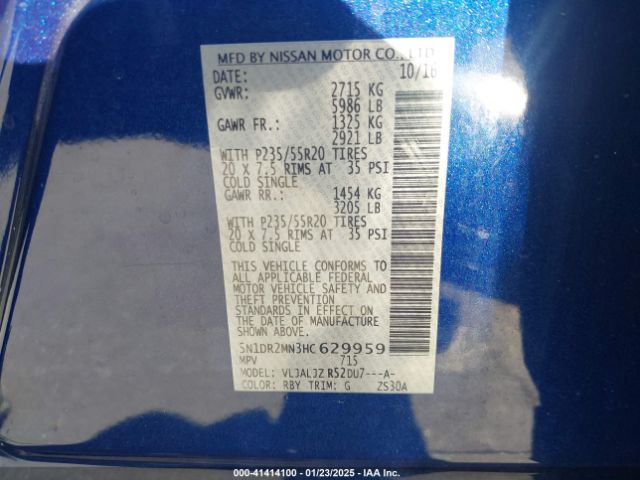 MFD BY NISSAN MOTOR CO., LTD.
DATE: 10/16
GVWR: 2715 KG
5986 LB
GAWR FR.: 1325 KG
2921 LB
WITH P235/55R20 TIRES
20 X 7.5 RIMS AT 35 PSI
COLD SINGLE
GAWR RR.: 1454 KG
3205 LB
WITH P235/55R20 TIRES
20 X 7.5 RIMS AT 35 PSI
COLD SINGLE
THIS VEHICLE CONFORMS TO
ALL APPLICABLE FEDERAL
MOTOR VEHICLE SAFETY AND
THEFT PREVENTION
STANDARDS IN EFFECT ON
THE DATE OF MANUFACTURE
SHOWN ABOVE.
5N1DR2MN3HC629959
MPV 715
MODEL: VLJALJZ R52DU7---A-
COLOR: RBY TRIM: G ZS30A
000-41414100 - 01/23/2025 - IAA Inc.